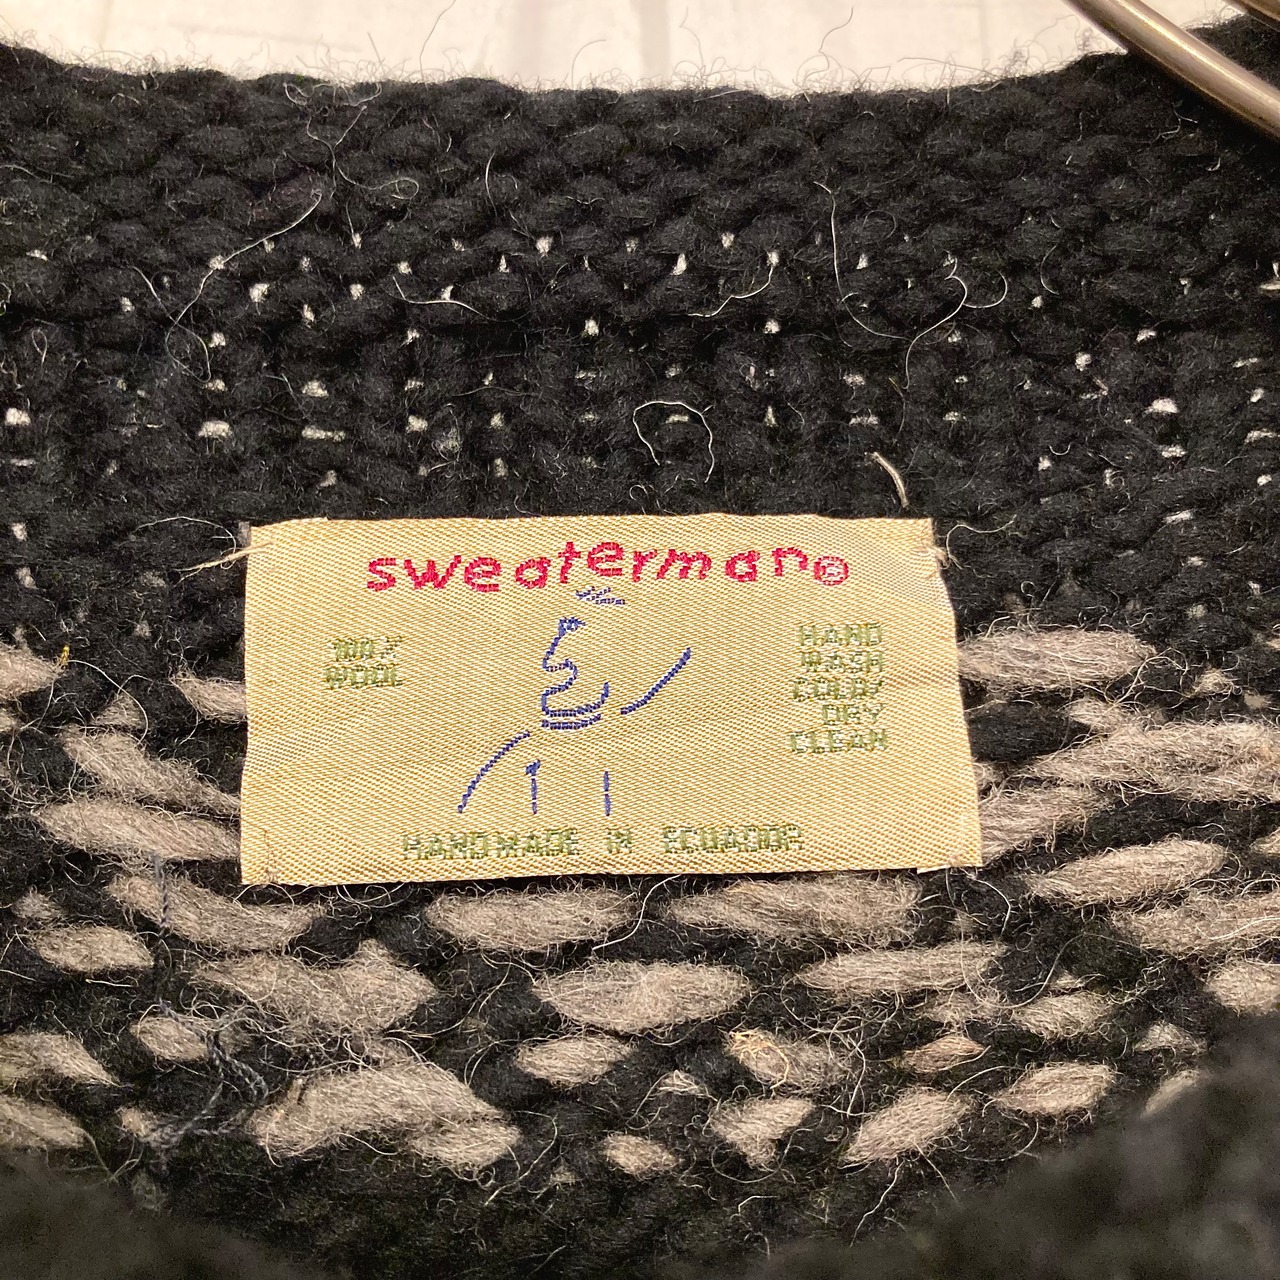 sweaterman©
100%
WOOL
HAND
WASH
COLD/
DRY
CLEAN
HANDMADE IN ECUADOR